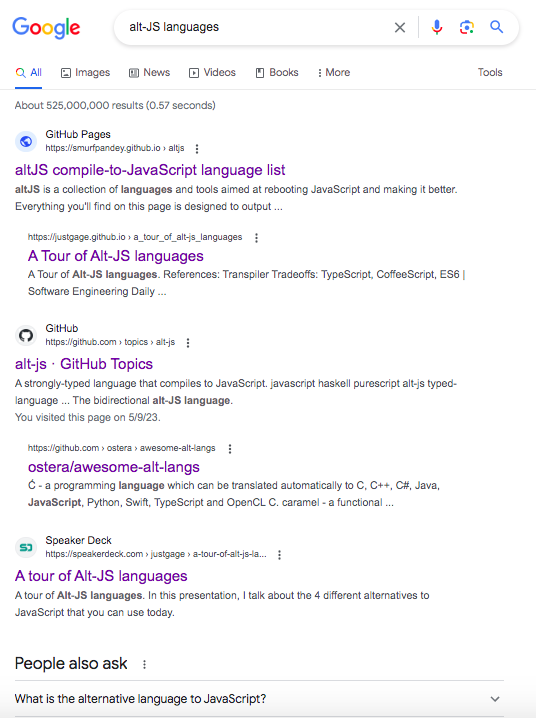 Google
alt-JS languages
All Images News Videos Books More Tools
About 525,000,000 results (0.57 seconds)
GitHub Pages
https://smurfpandey.github.io › altjs
altJS compile-to-JavaScript language list
altJS is a collection of languages and tools aimed at rebooting JavaScript and making it better.
Everything you'll find on this page is designed to output ...
https://justgage.github.io › a_tour_of_alt-js_languages
A Tour of Alt-JS languages
A Tour of Alt-JS languages. References: Transpiler Tradeoffs: TypeScript, CoffeeScript, ES6 |
Software Engineering Daily ...
GitHub
https://github.com › topics › alt-js
alt-js · GitHub Topics
A strongly-typed language that compiles to JavaScript. javascript haskell purescript alt-js typed-
language ... The bidirectional alt-JS language.
You visited this page on 5/9/23.
https://github.com › ostera › awesome-alt-langs
ostera/awesome-alt-langs
Ć - a programming language which can be translated automatically to C, C++, C#, Java,
JavaScript, Python, Swift, TypeScript and OpenCL C. caramel - a functional ...
Speaker Deck
https://speakerdeck.com › justgage › a-tour-of-alt-js-la...
A tour of Alt-JS languages
A tour of Alt-JS languages. In this presentation, I talk about the 4 different alternatives to
JavaScript that you can use today.
People also ask
What is the alternative language to JavaScript?